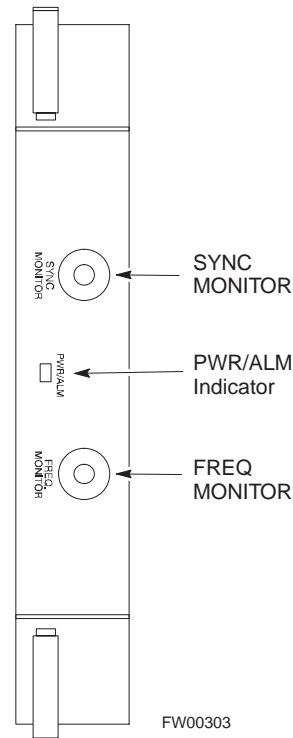 SYNC
MONITOR
SYNC
MONITOR
PWR/ALM
PWR/ALM
Indicator
FREQ.
MONITOR
FREQ
MONITOR
FW00303